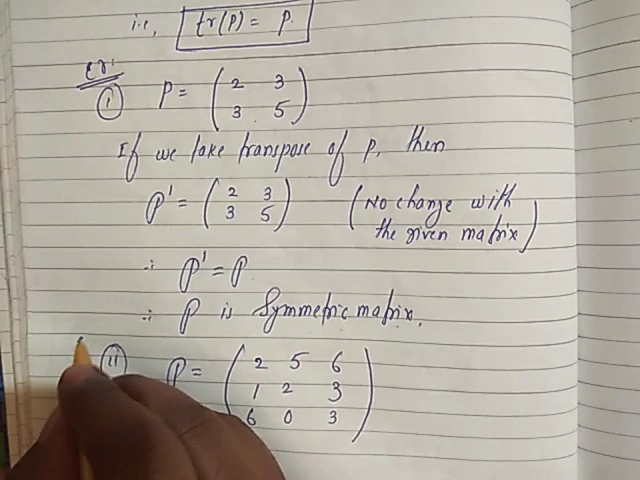 i.e, tr(P) = P.
Ex:
(i) P = ( 2 3
3 5 )
If we take transpose of P, then
P' = ( 2 3
3 5 ) ( No change with
the given matrix )
∴ P' = P.
∴ P is Symmetric matrix.
(ii) P = ( 2 5 6
1 2 3
6 0 3 )